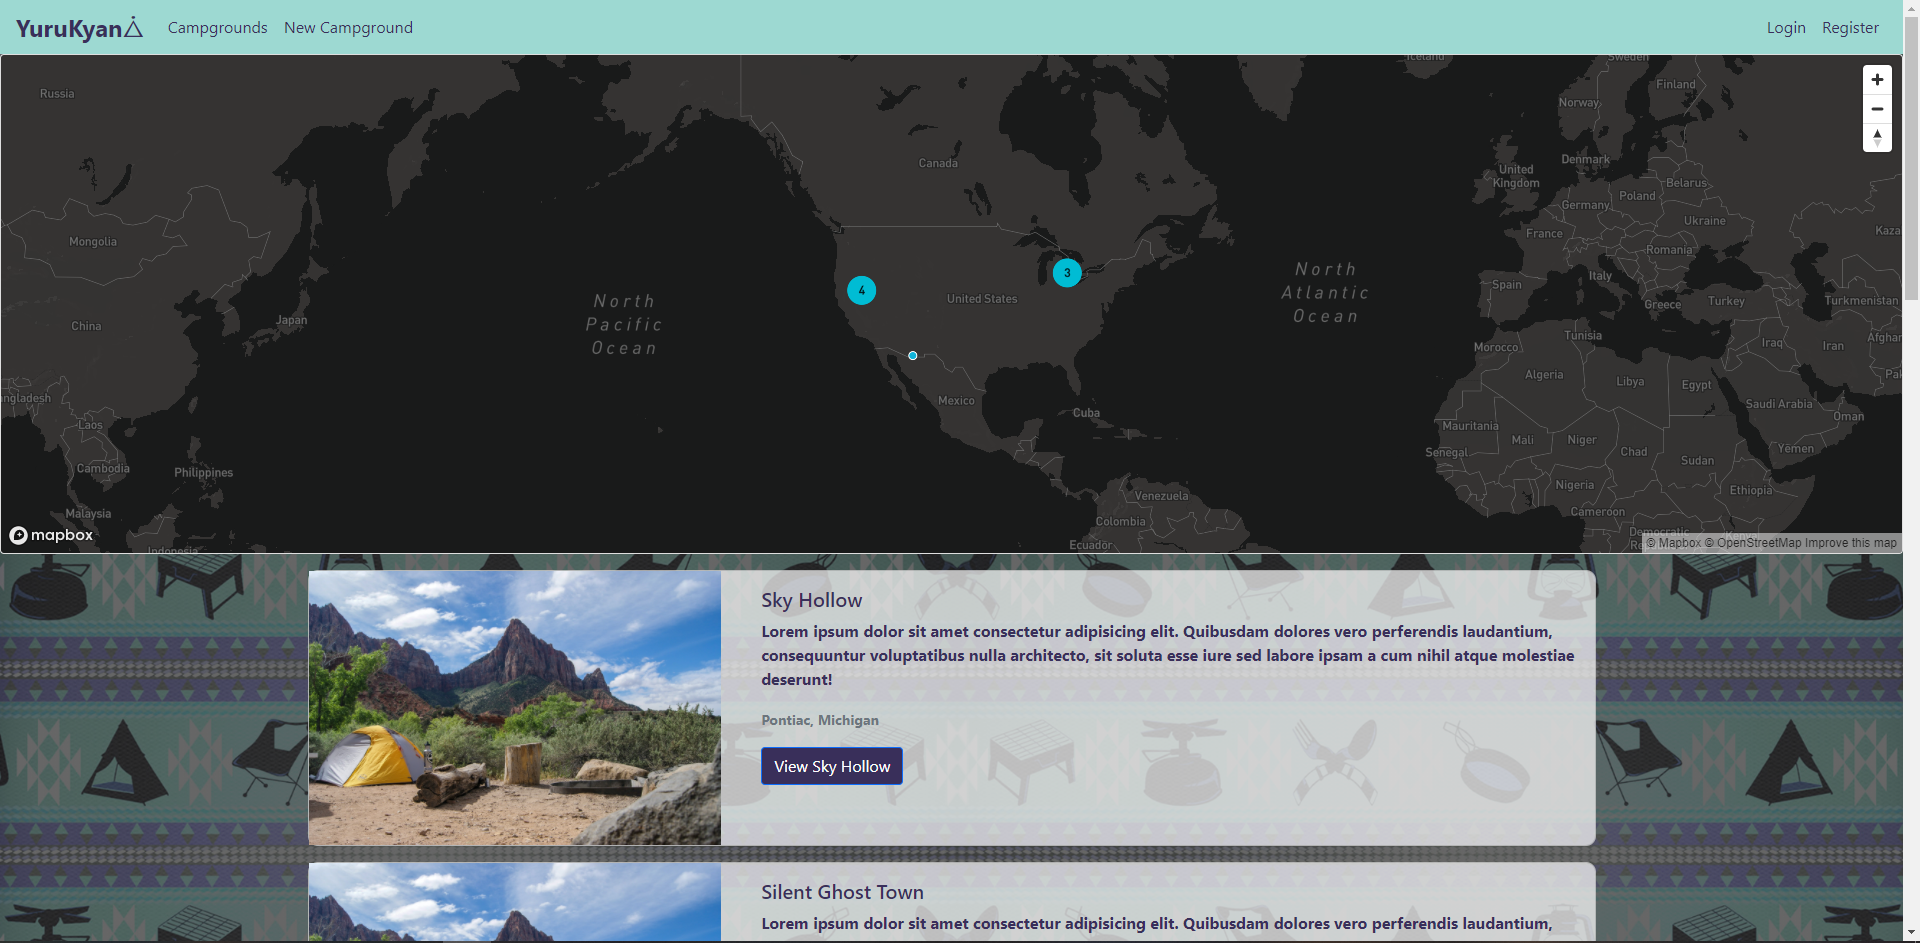 YuruKyan
Campgrounds
New Campground
Login
Register
Iceland
Sweden
Russia
Finland
Norway
Canada
Denmark
United
Kingdom
Belarus
Poland
Germany
Ukraine
France
Kaza
Mongolia
Romania
3
Italy
4
United States
Spain
North
Pacific
Ocean
North
Atlantic
Ocean
Greece
Turkey
Turkmenistan
China
Japan
Tunisia
Morocco
Iraq
Iran
Afghan
Algeria
Libya
Egypt
Pak
angladesh
Mexico
Cuba
Saudi Arabia
Oman
Laos
Mauritania
Mali
Niger
Chad
Sudan
Yemen
Senegal
Cambodia
Philippines
Nigeria
Ethiopia
Venezuela
Malaysia
Colombia
Cameroon
Democratic
Ecuador
Indonesia
mapbox
© Mapbox © OpenStreetMap Improve this map
Sky Hollow
Lorem ipsum dolor sit amet consectetur adipisicing elit. Quibusdam dolores vero perferendis laudantium,
consequuntur voluptatibus nulla architecto, sit soluta esse iure sed labore ipsam a cum nihil atque molestiae
deserunt!
Pontiac, Michigan
View Sky Hollow
Silent Ghost Town
Lorem ipsum dolor sit amet consectetur adipisicing elit. Quibusdam dolores vero perferendis laudantium,